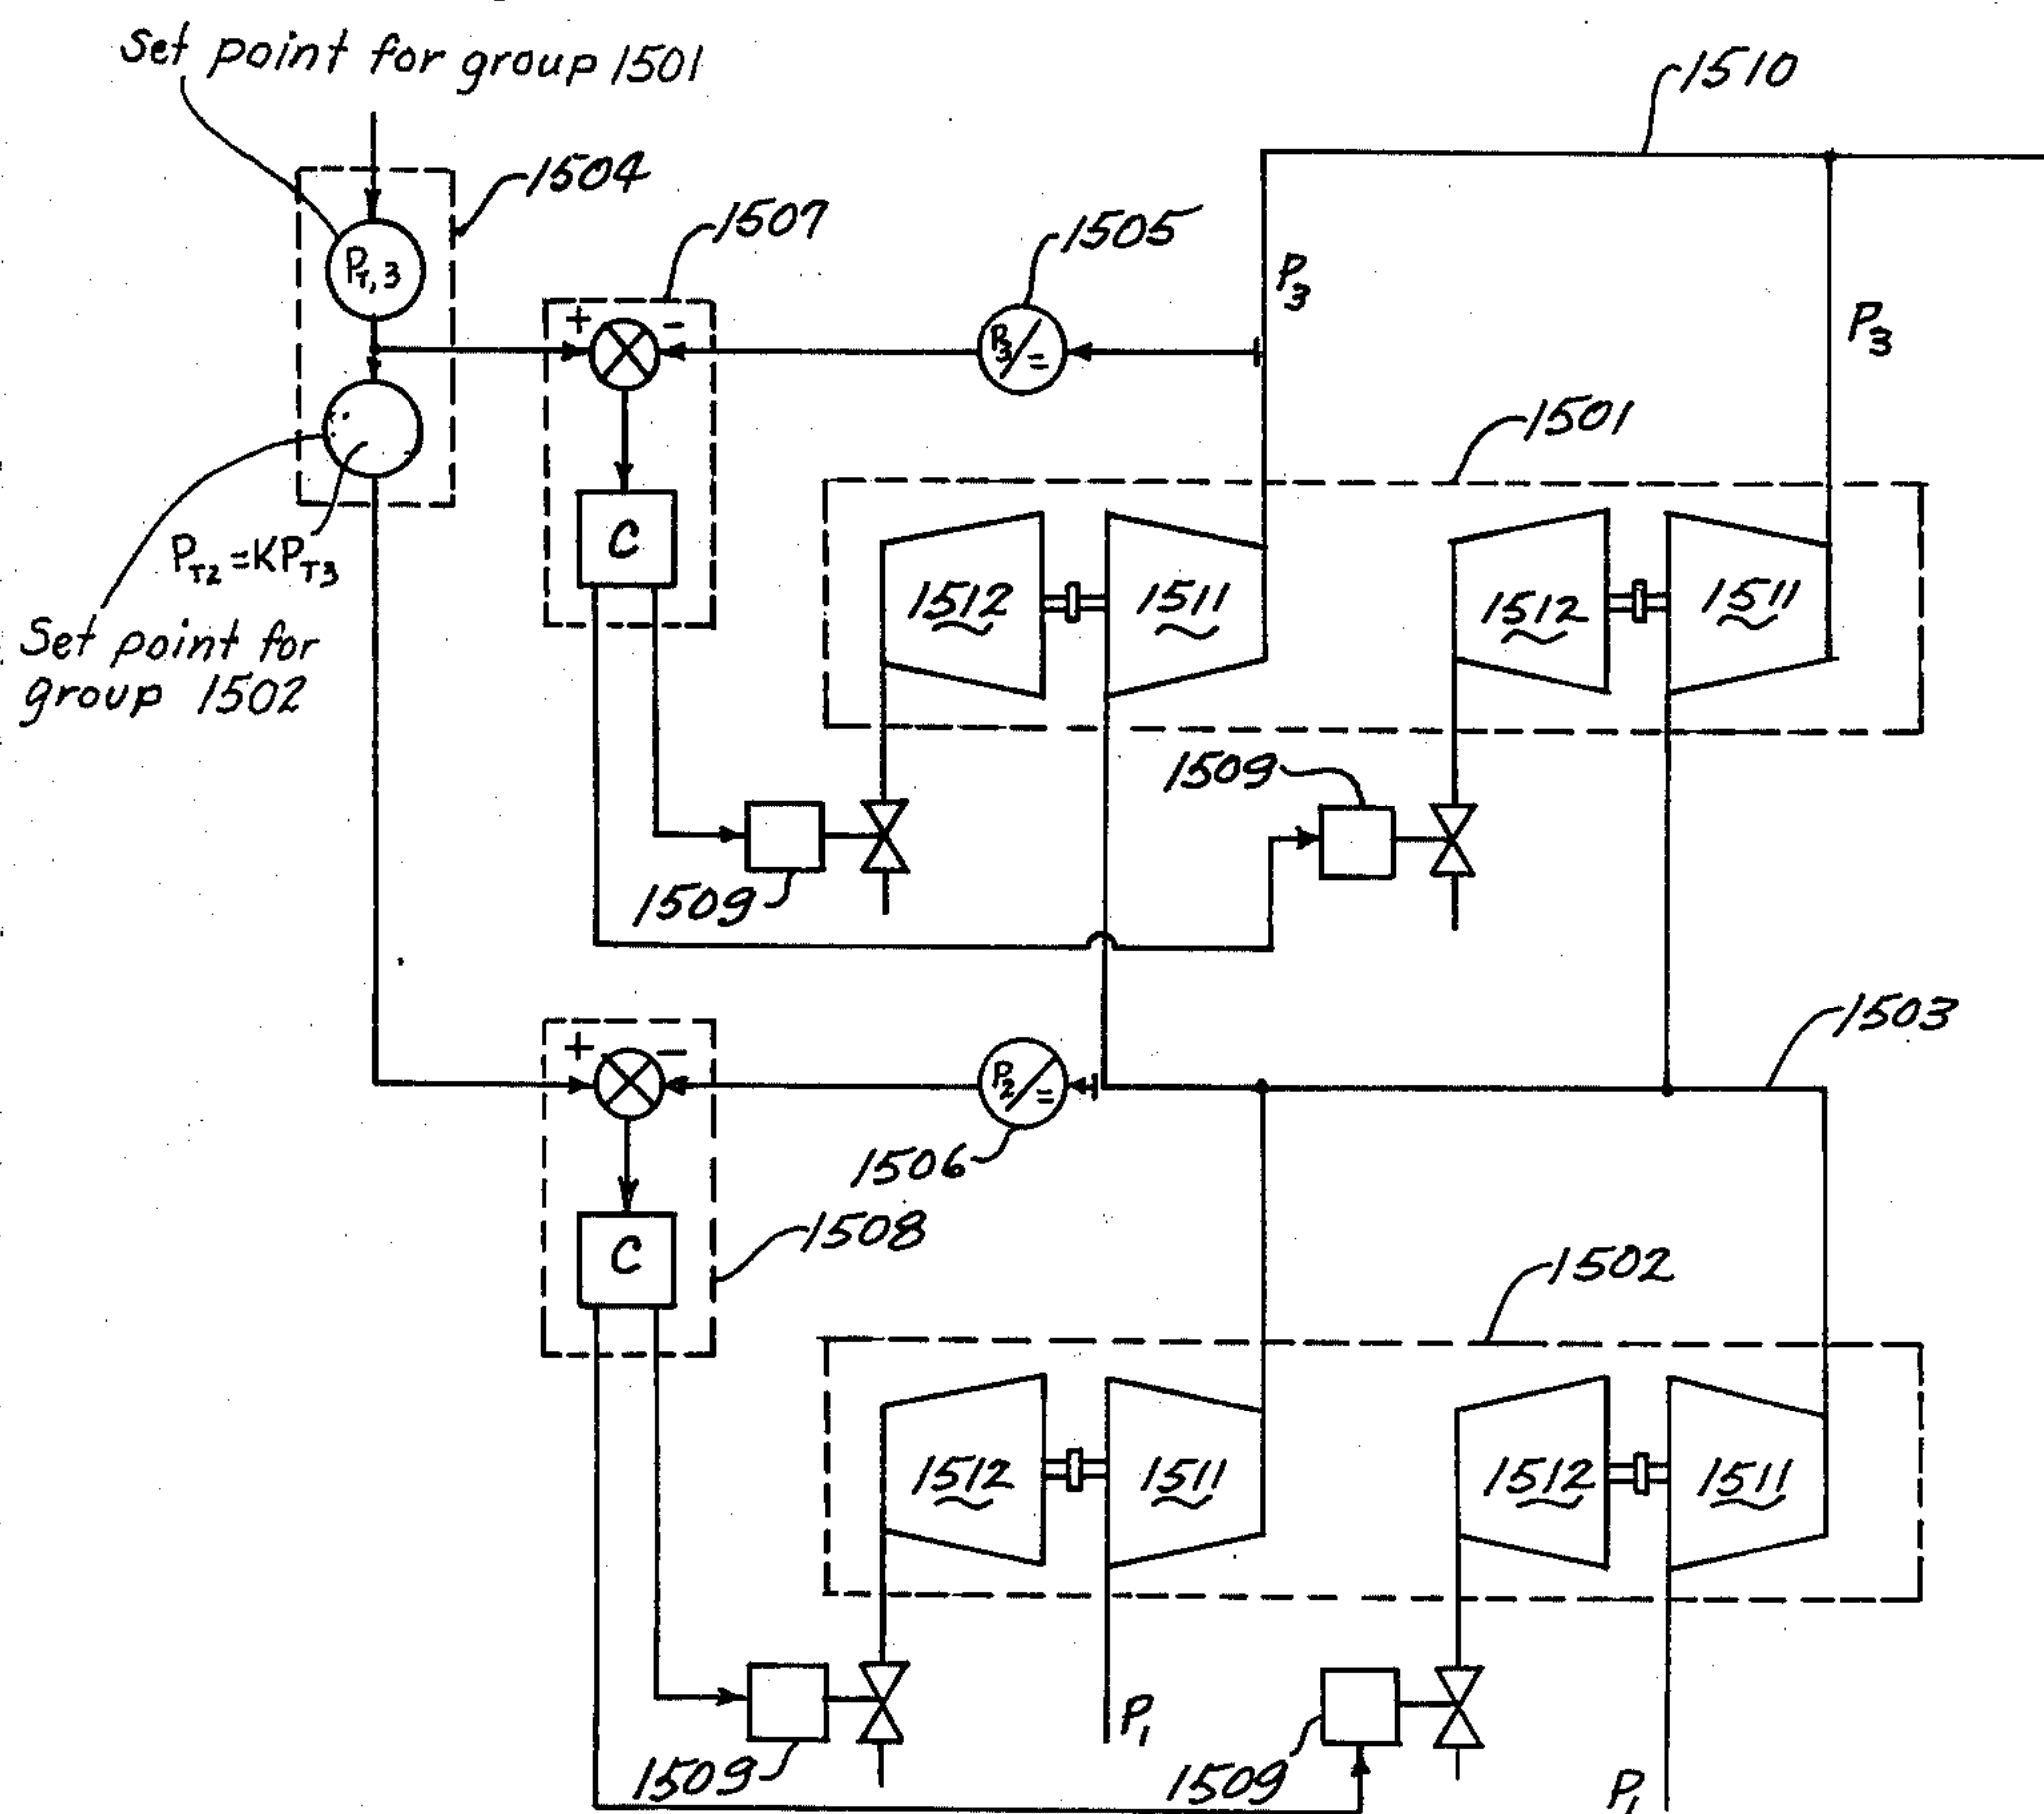 Set point for group 1501
1510
1504
1507
1505
P3
PT,3
+
-
P3/=
P3
1501
C
PT2=KPT3
1512
1511
1512
1511
Set point for
group 1502
1509
1509
1503
+
-
P2/=
1506
C
1508
1502
1512
1511
1512
1511
P1
1509
1509
P1